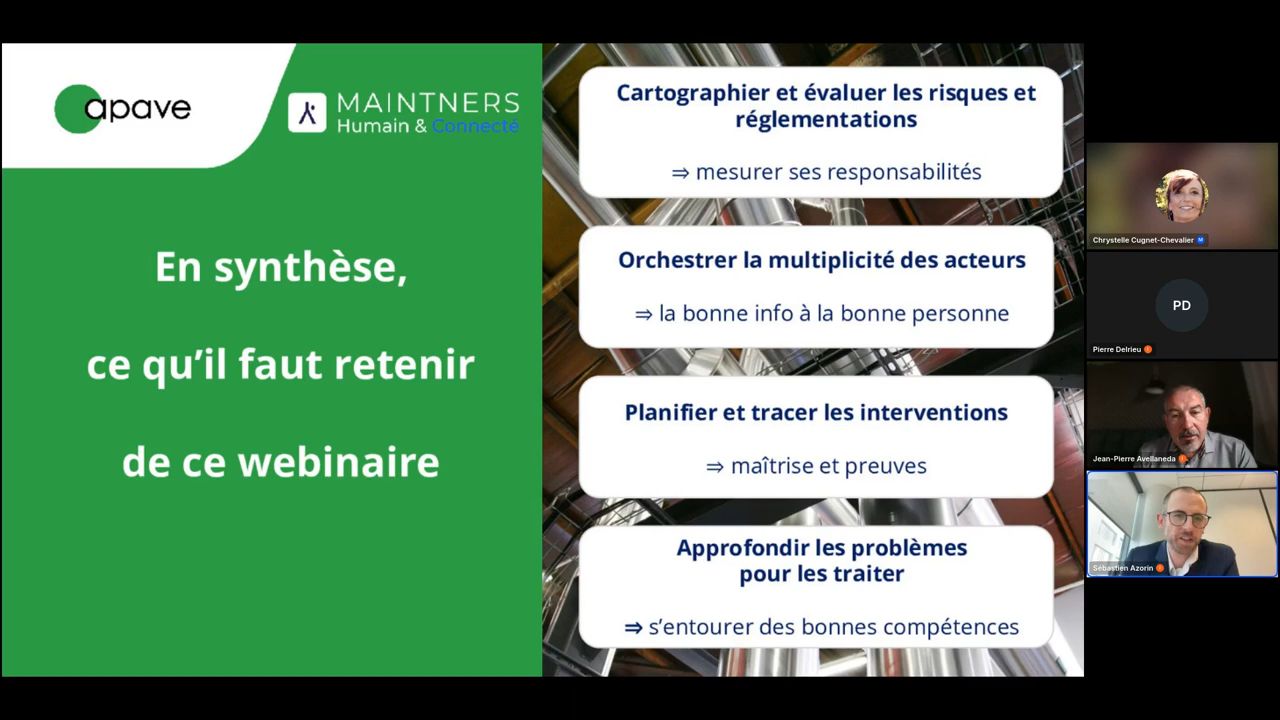 apave
MAINTNERS
Humain & Connecté
En synthèse,
ce qu’il faut retenir
de ce webinaire
Cartographier et évaluer les risques et
réglementations
⇒ mesurer ses responsabilités
Orchestrer la multiplicité des acteurs
⇒ la bonne info à la bonne personne
Planifier et tracer les interventions
⇒ maîtrise et preuves
Approfondir les problèmes
pour les traiter
⇒ s’entourer des bonnes compétences
Chrystelle Cugnet-Chevalier
PD
Pierre Delrieu
Jean-Pierre Avellaneda
Sébastien Azorin